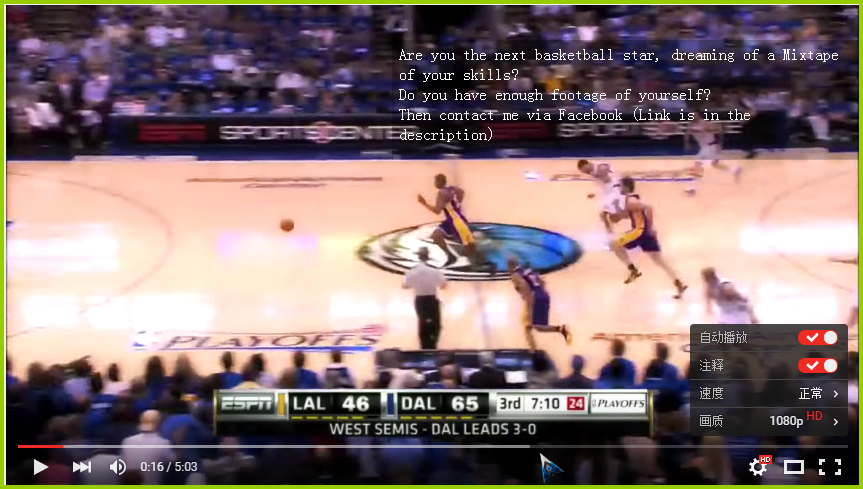 Are you the next basketball star, dreaming of a Mixtape
of your skills?
Do you have enough footage of yourself?
Then contact me via Facebook (Link is in the
description)
ESPN SPORTSCENTER
PLAYOFFS
自动播放
注释
速度 正常
画质 1080p HD
ESPN LAL 46 DAL 65 3rd 7:10 24 PLAYOFFS
WEST SEMIS - DAL LEADS 3-0
0:16 / 5:03
HD